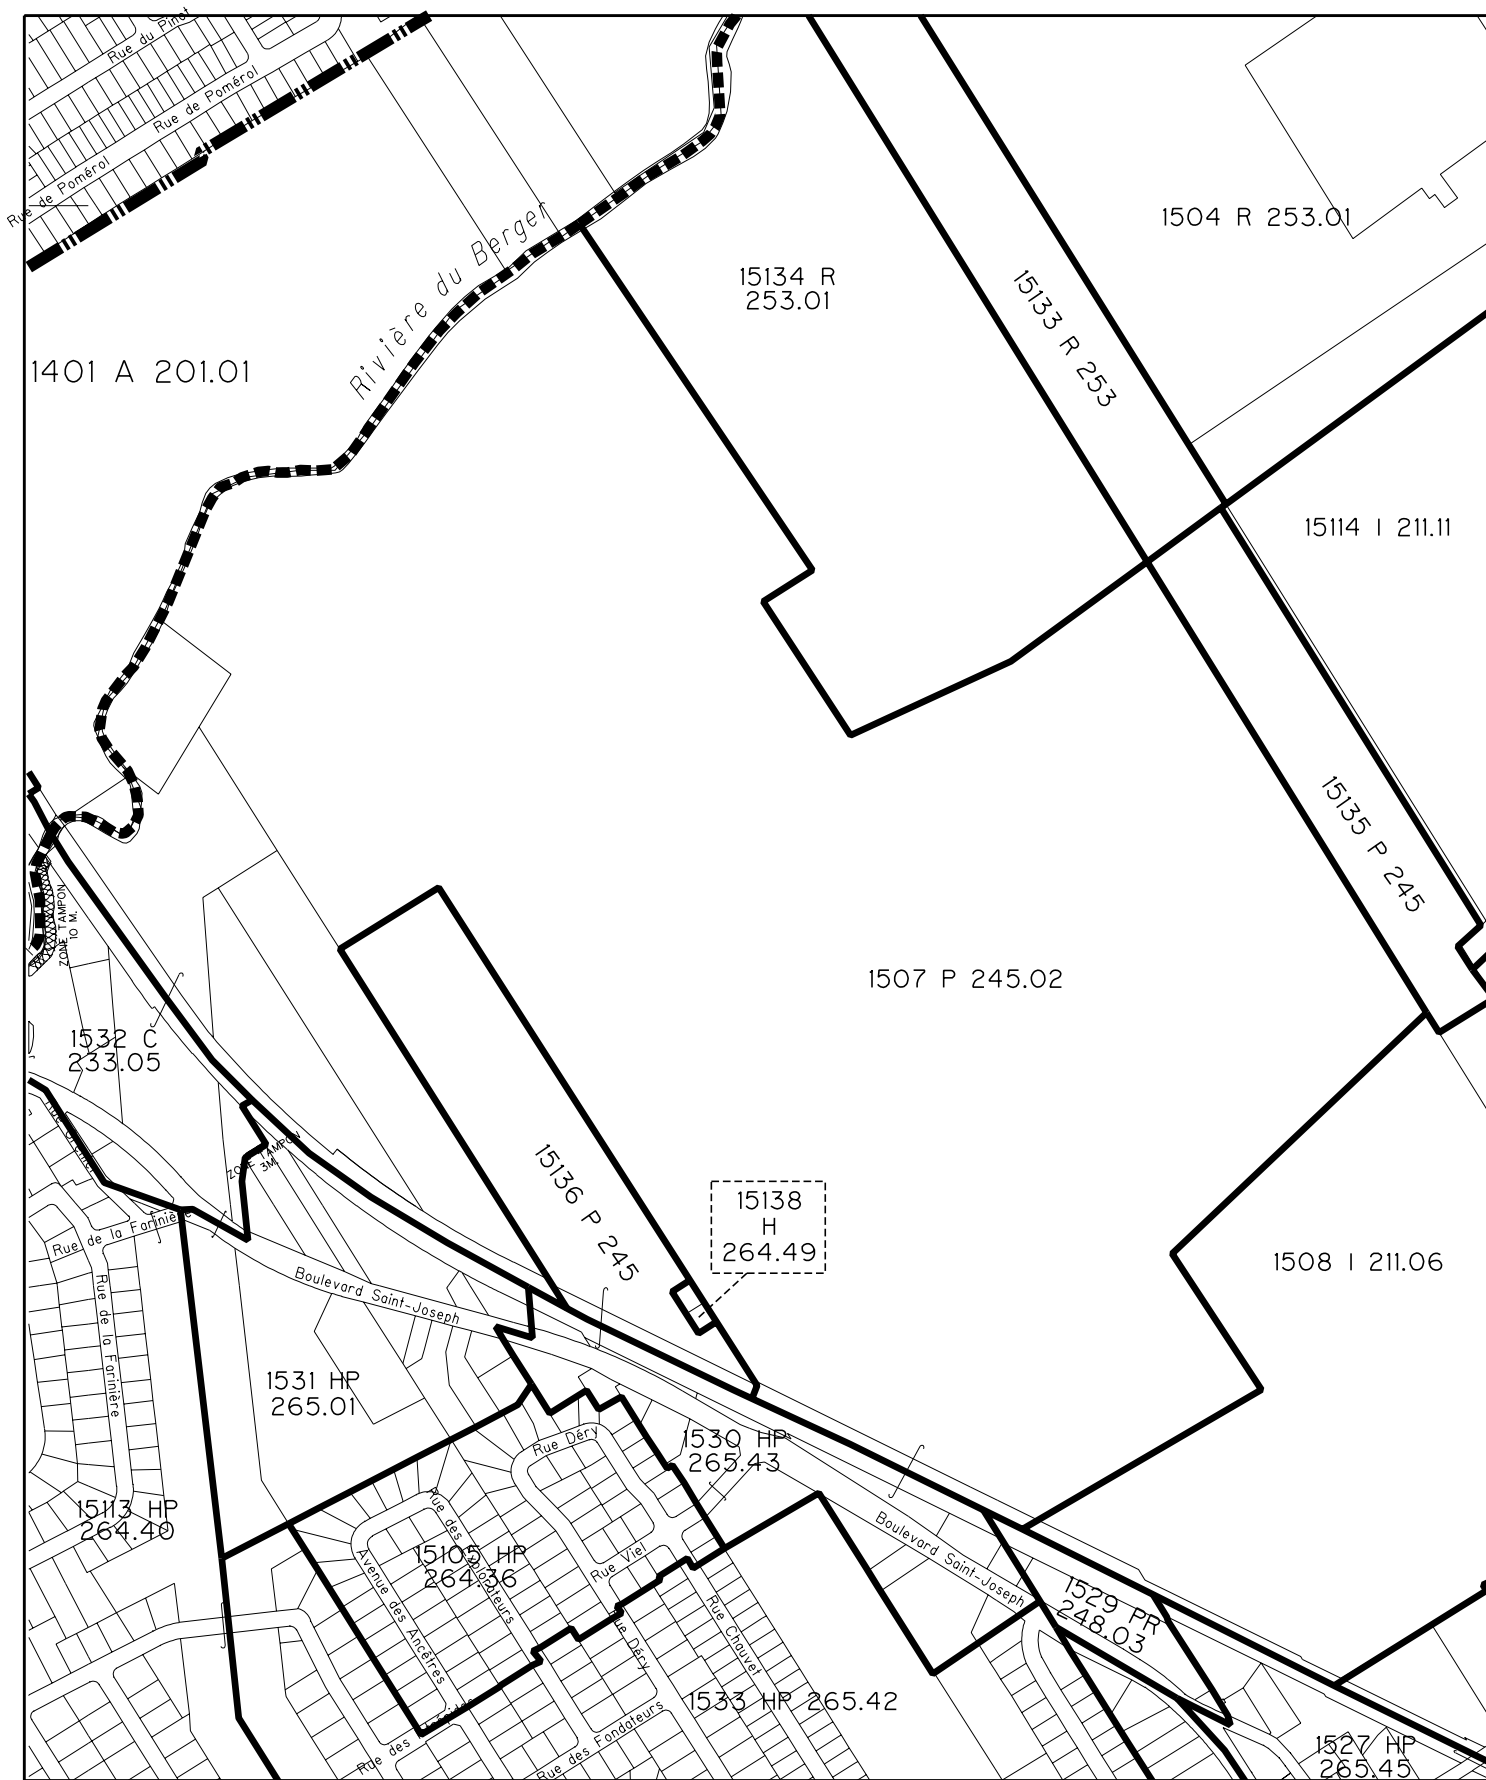 Rue du Pinot
Rue de Pomérol
Rue de Pomérol
Rivière du Berger
1504 R 253.01
15134 R
253.01
15133 R 253
1401 A 201.01
15114 I 211.11
15135 P 245
ZONE TAMPON
10 M.
1507 P 245.02
1532 C
233.05
ZONE TAMPON
3M.
15136 P 245
15138
H
264.49
Rue de la Farinière
Rue de la Farinière
Boulevard Saint-Joseph
1508 I 211.06
1531 HP
265.01
Rue Déry
1530 HP
265.43
15113 HP
264.40
15105 HP
264.36
Avenue des Ancêtres
Rue Viel
Boulevard Saint-Joseph
Rue Chauvet
Rue Déry
1529 PR
248.03
1533 HP 265.42
Rue des
Rue des Fondateurs
1527 HP
265.45